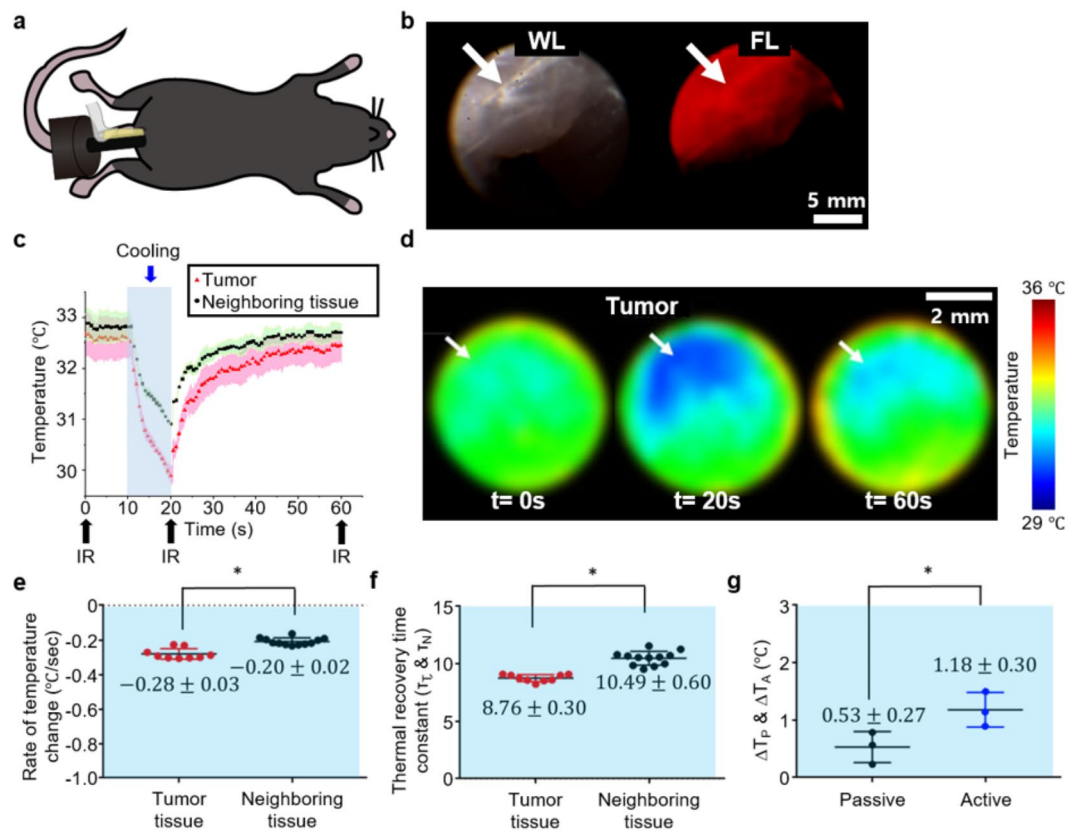 a
b
WL
FL
5 mm
c
Cooling
Tumor
Neighboring tissue
Temperature (℃)
33
32
31
30
0
10
20
30
40
50
60
Time (s)
IR
IR
IR
d
Tumor
2 mm
t= 0s
t= 20s
t= 60s
36 ℃
Temperature
29 ℃
e
*
Rate of temperature
change (℃/sec)
0
-0.2
-0.4
-0.6
-0.8
-1.0
−0.28 ± 0.03
−0.20 ± 0.02
Tumor
tissue
Neighboring
tissue
f
*
Thermal recovery time
15
10
5
0
8.76 ± 0.30
10.49 ± 0.60
Tumor
tissue
Neighboring
tissue
g
*
ΔT_P & ΔT_A (℃)
3
2
1
0
0.53 ± 0.27
1.18 ± 0.30
Passive
Active